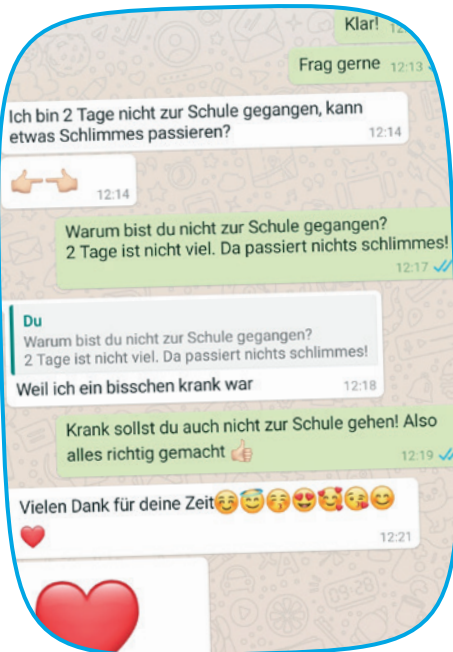 Klar!
Frag gerne 12:13
Ich bin 2 Tage nicht zur Schule gegangen, kann
etwas Schlimmes passieren?
12:14
👉🏻👈🏻
12:14
Warum bist du nicht zur Schule gegangen?
2 Tage ist nicht viel. Da passiert nichts schlimmes!
12:17
Du
Warum bist du nicht zur Schule gegangen?
2 Tage ist nicht viel. Da passiert nichts schlimmes!
Weil ich ein bisschen krank war 12:18
Krank sollst du auch nicht zur Schule gehen! Also
alles richtig gemacht 👍🏻 12:19
Vielen Dank für deine Zeit☺️😇😚😍🥰😘😊
❤️
12:21